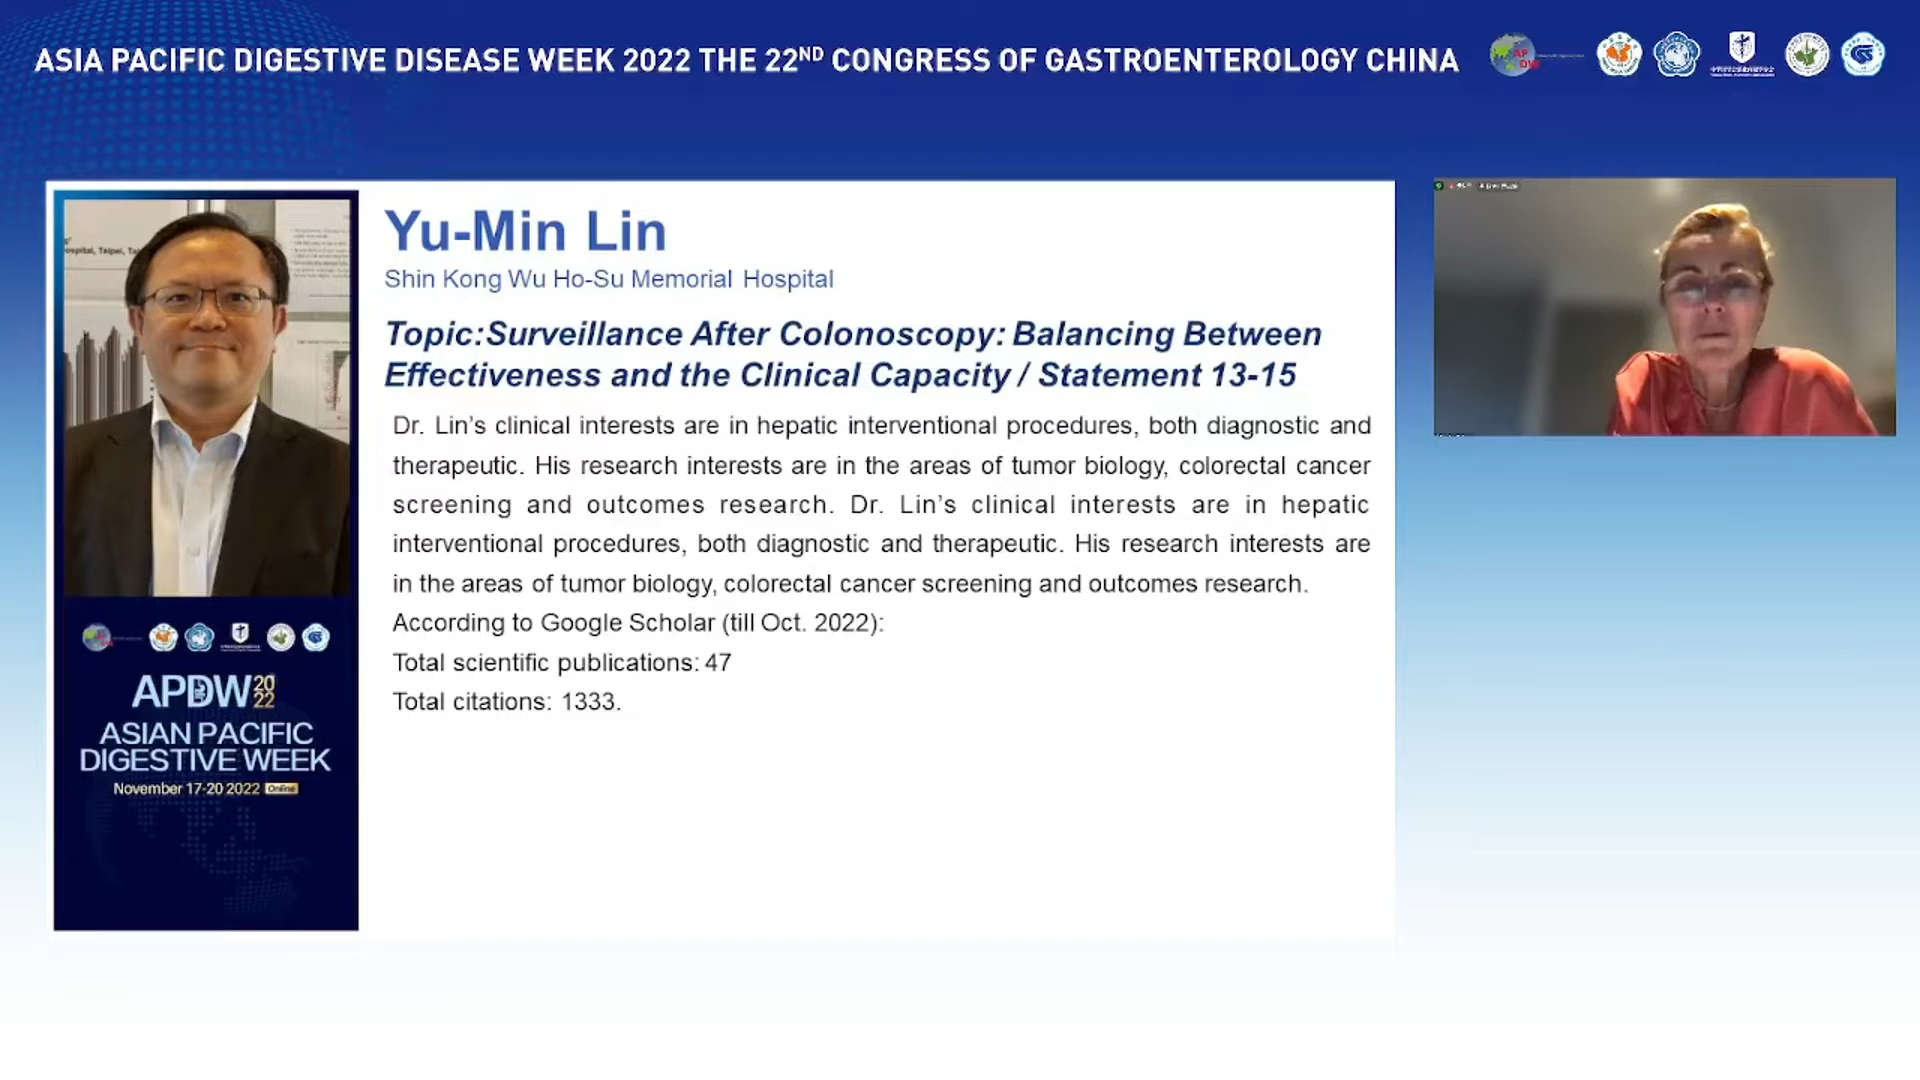 ASIA PACIFIC DIGESTIVE DISEASE WEEK 2022 THE 22ND CONGRESS OF GASTROENTEROLOGY CHINA
Yu-Min Lin
Shin Kong Wu Ho-Su Memorial Hospital
Topic:Surveillance After Colonoscopy: Balancing Between
Effectiveness and the Clinical Capacity / Statement 13-15
Dr. Lin’s clinical interests are in hepatic interventional procedures, both diagnostic and
therapeutic. His research interests are in the areas of tumor biology, colorectal cancer
screening and outcomes research. Dr. Lin’s clinical interests are in hepatic
interventional procedures, both diagnostic and therapeutic. His research interests are
in the areas of tumor biology, colorectal cancer screening and outcomes research.
According to Google Scholar (till Oct. 2022):
Total scientific publications: 47
Total citations: 1333.
ospital, Taipei,
APDW 2022
ASIAN PACIFIC
DIGESTIVE WEEK
November 17-20 2022 Online